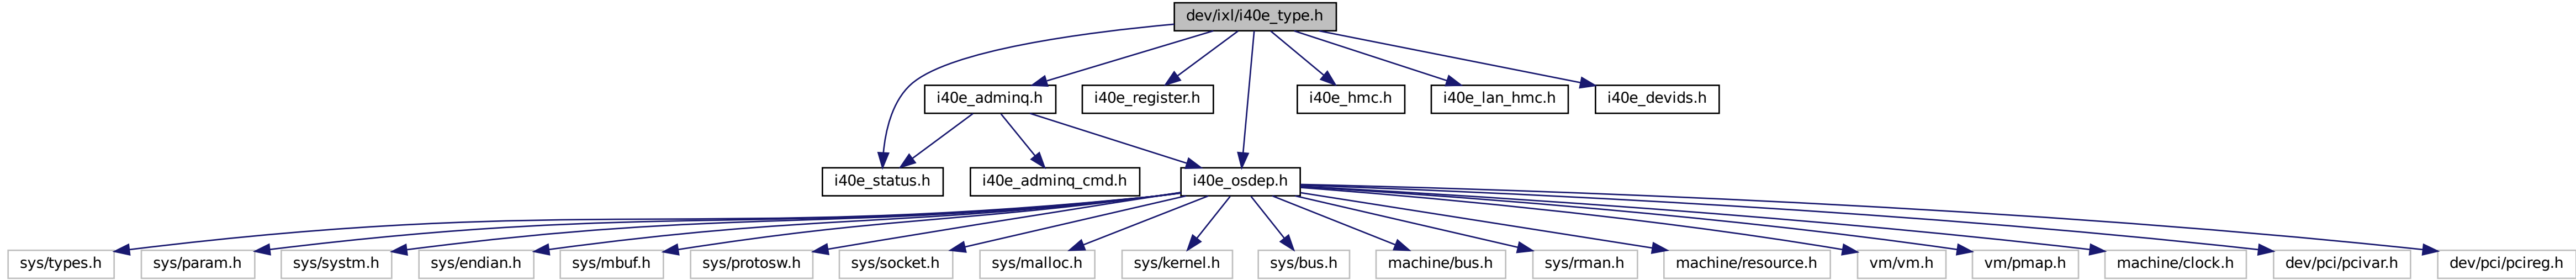 dev/ixl/i40e_type.h
i40e_adminq.h
i40e_register.h
i40e_hmc.h
i40e_lan_hmc.h
i40e_devids.h
i40e_status.h
i40e_adminq_cmd.h
i40e_osdep.h
sys/types.h
sys/param.h
sys/systm.h
sys/endian.h
sys/mbuf.h
sys/protosw.h
sys/socket.h
sys/malloc.h
sys/kernel.h
sys/bus.h
machine/bus.h
sys/rman.h
machine/resource.h
vm/vm.h
vm/pmap.h
machine/clock.h
dev/pci/pcivar.h
dev/pci/pcireg.h